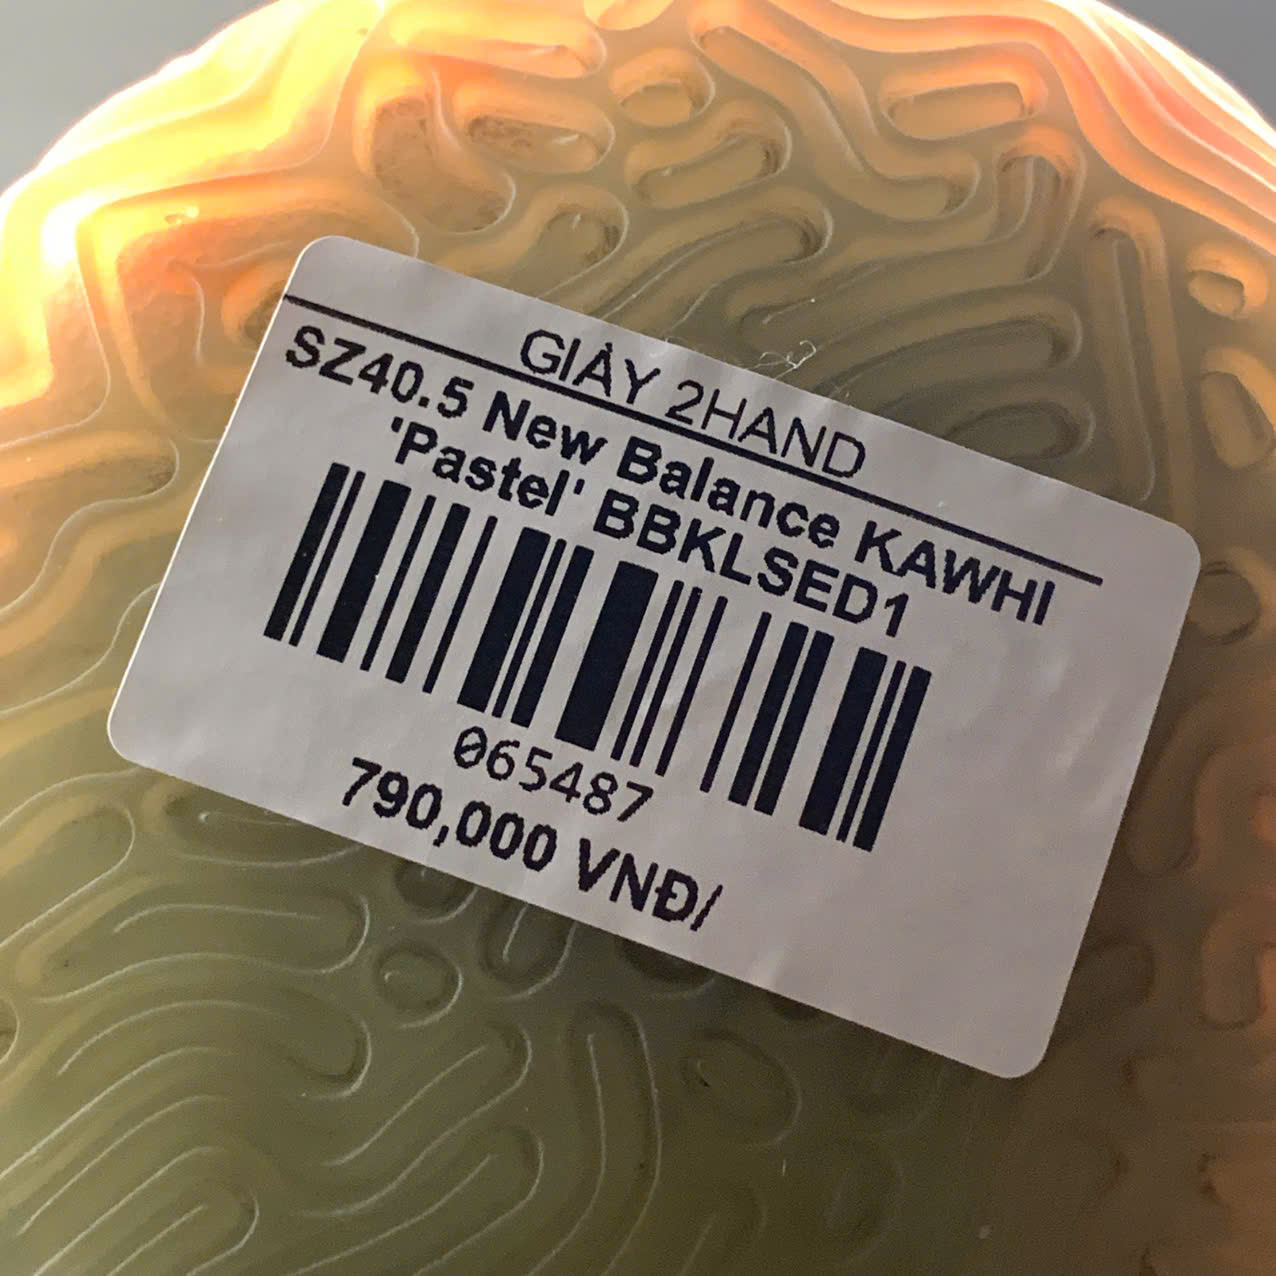 GIÀY 2HAND
SZ40.5 New Balance KAWHI
'Pastel' BBKLSED1
065487
790,000 VNĐ/